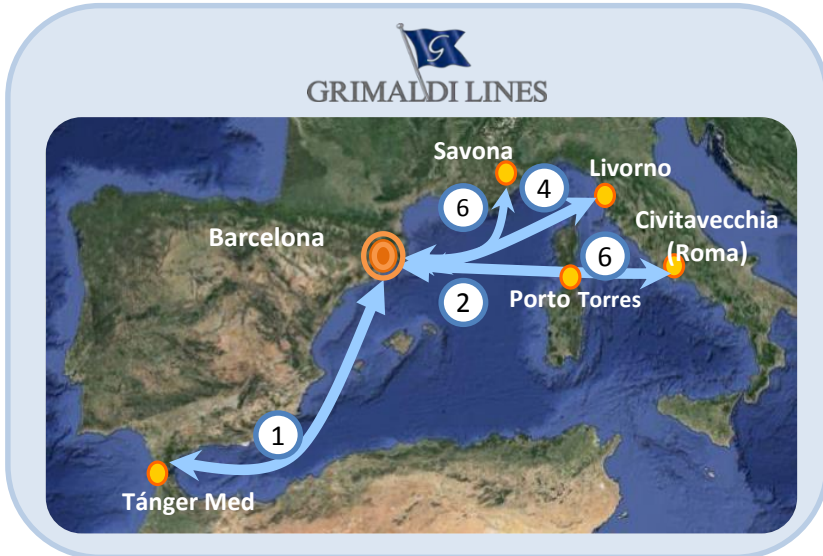 G
GRIMALDI LINES
Savona
Livorno
4
6
Civitavecchia
(Roma)
Barcelona
6
2
Porto Torres
1
Tánger Med